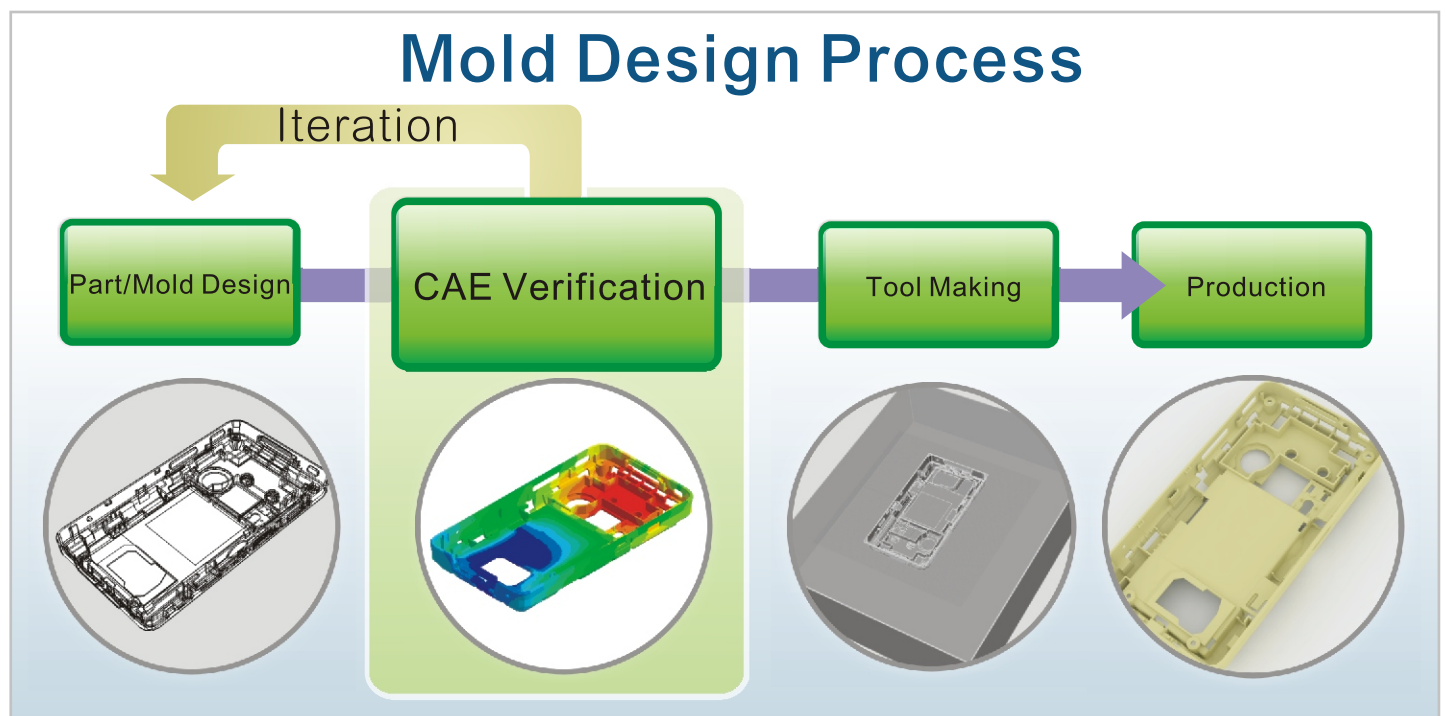 Mold Design Process
Iteration
Part/Mold Design
CAE Verification
Tool Making
Production